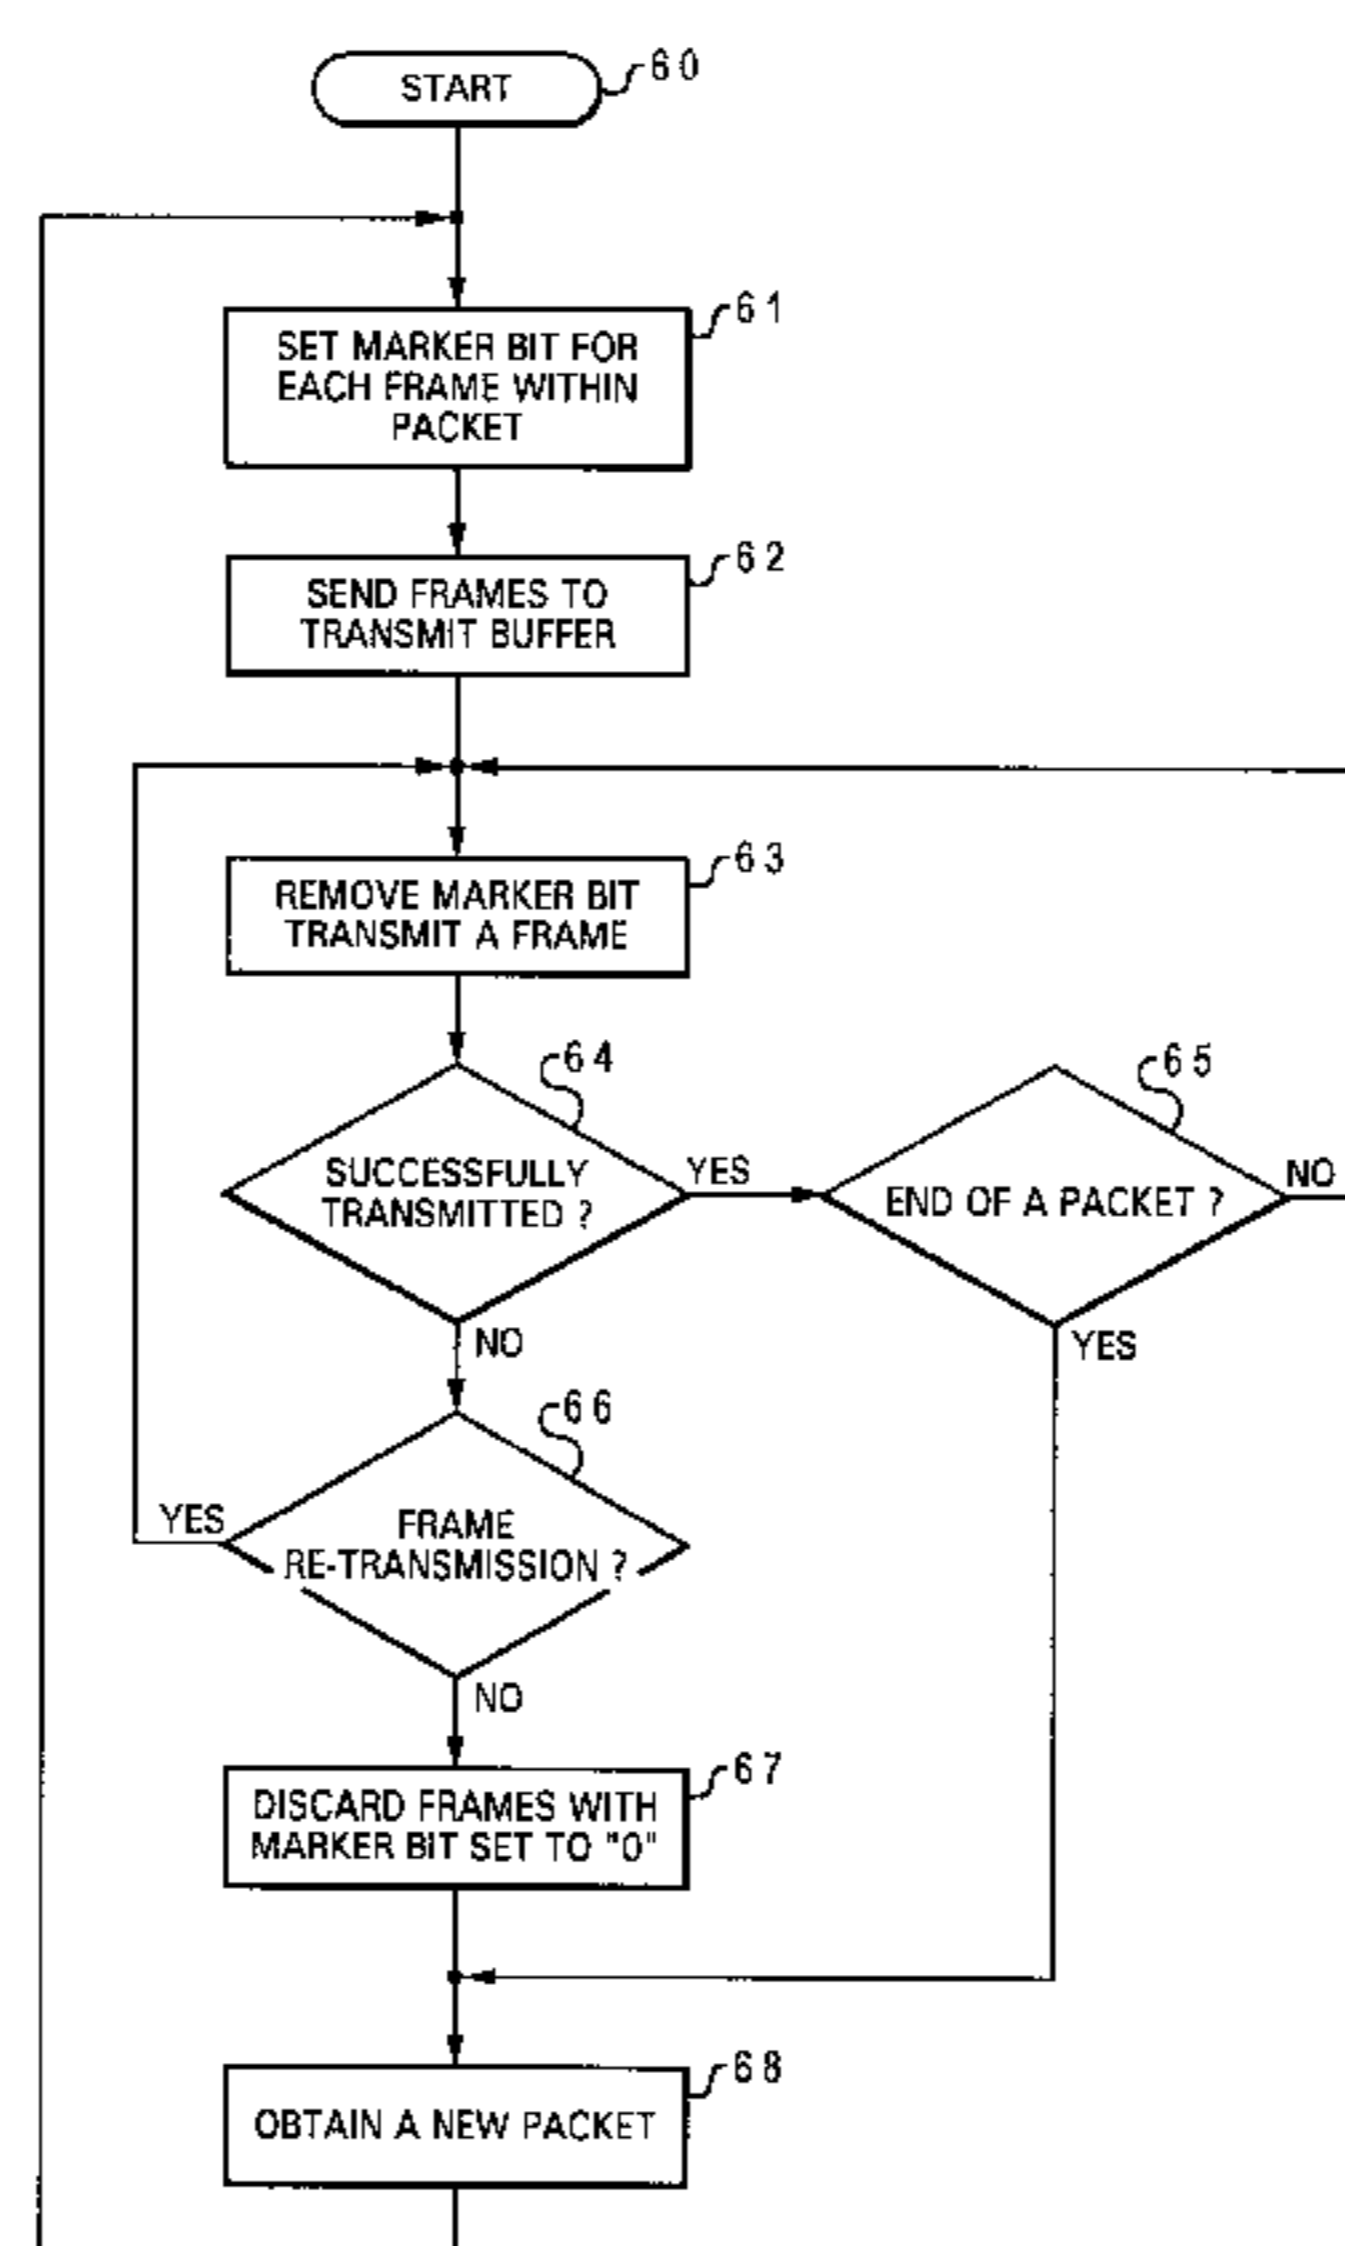 START
60
61
SET MARKER BIT FOR
EACH FRAME WITHIN
PACKET
62
SEND FRAMES TO
TRANSMIT BUFFER
63
REMOVE MARKER BIT
TRANSMIT A FRAME
64
SUCCESSFULLY
TRANSMITTED ?
YES
65
END OF A PACKET ?
NO
NO
YES
66
YES
FRAME
RE-TRANSMISSION ?
NO
67
DISCARD FRAMES WITH
MARKER BIT SET TO "0"
68
OBTAIN A NEW PACKET